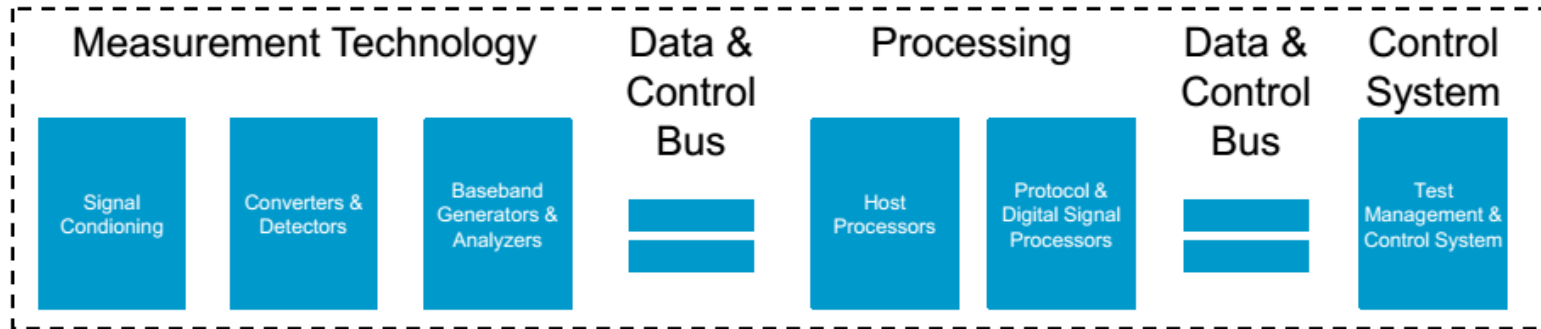 Measurement Technology
Data &
Control
Bus
Processing
Data &
Control
Bus
Control
System
Signal
Condioning
Converters &
Detectors
Baseband
Generators &
Analyzers
Host
Processors
Protocol &
Digital Signal
Processors
Test
Management &
Control System